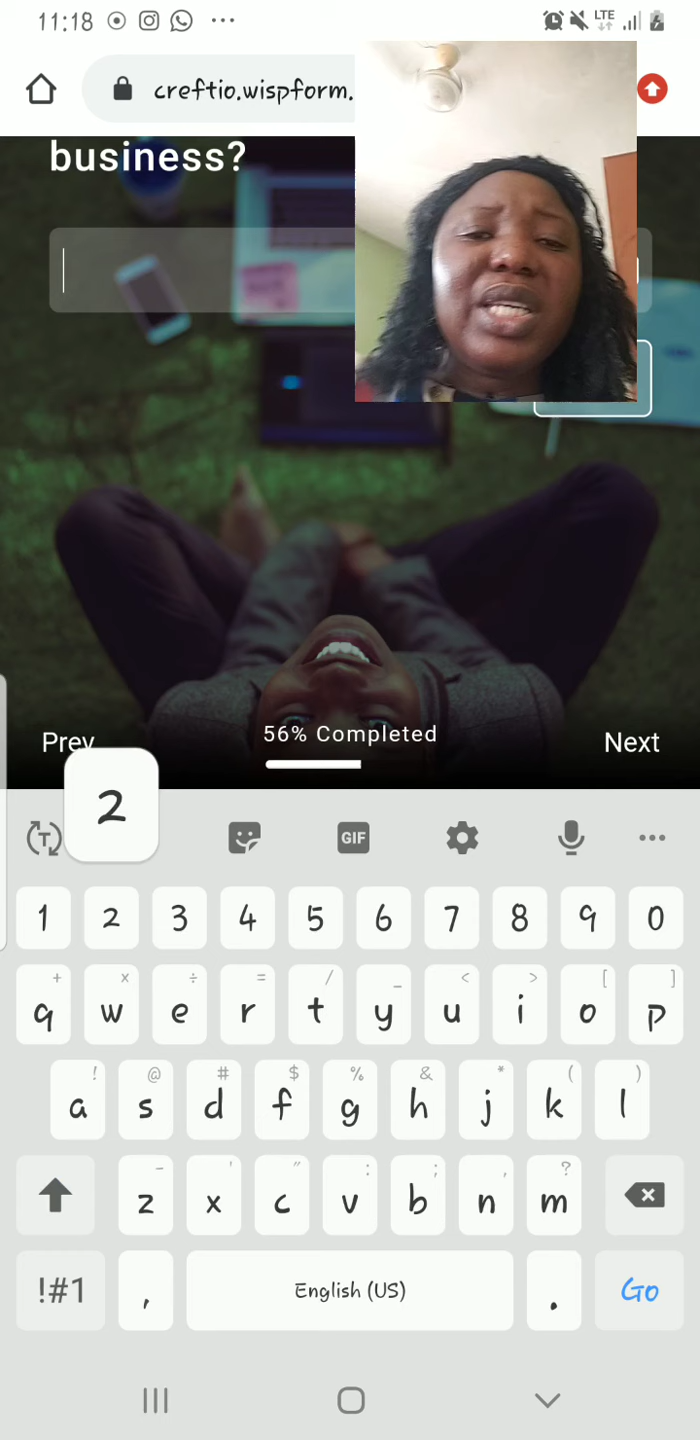 11:18
LTE
creftio.wispform.
business?
Prev
56% Completed
Next
2
GIF
1 2 3 4 5 6 7 8 9 0
+ × ÷ = / _ < > [ ]
q w e r t y u i o p
! @ # $ % & * ( )
a s d f g h j k l
- ' " : ; , ?
z x c v b n m
!#1 , English (US) . Go